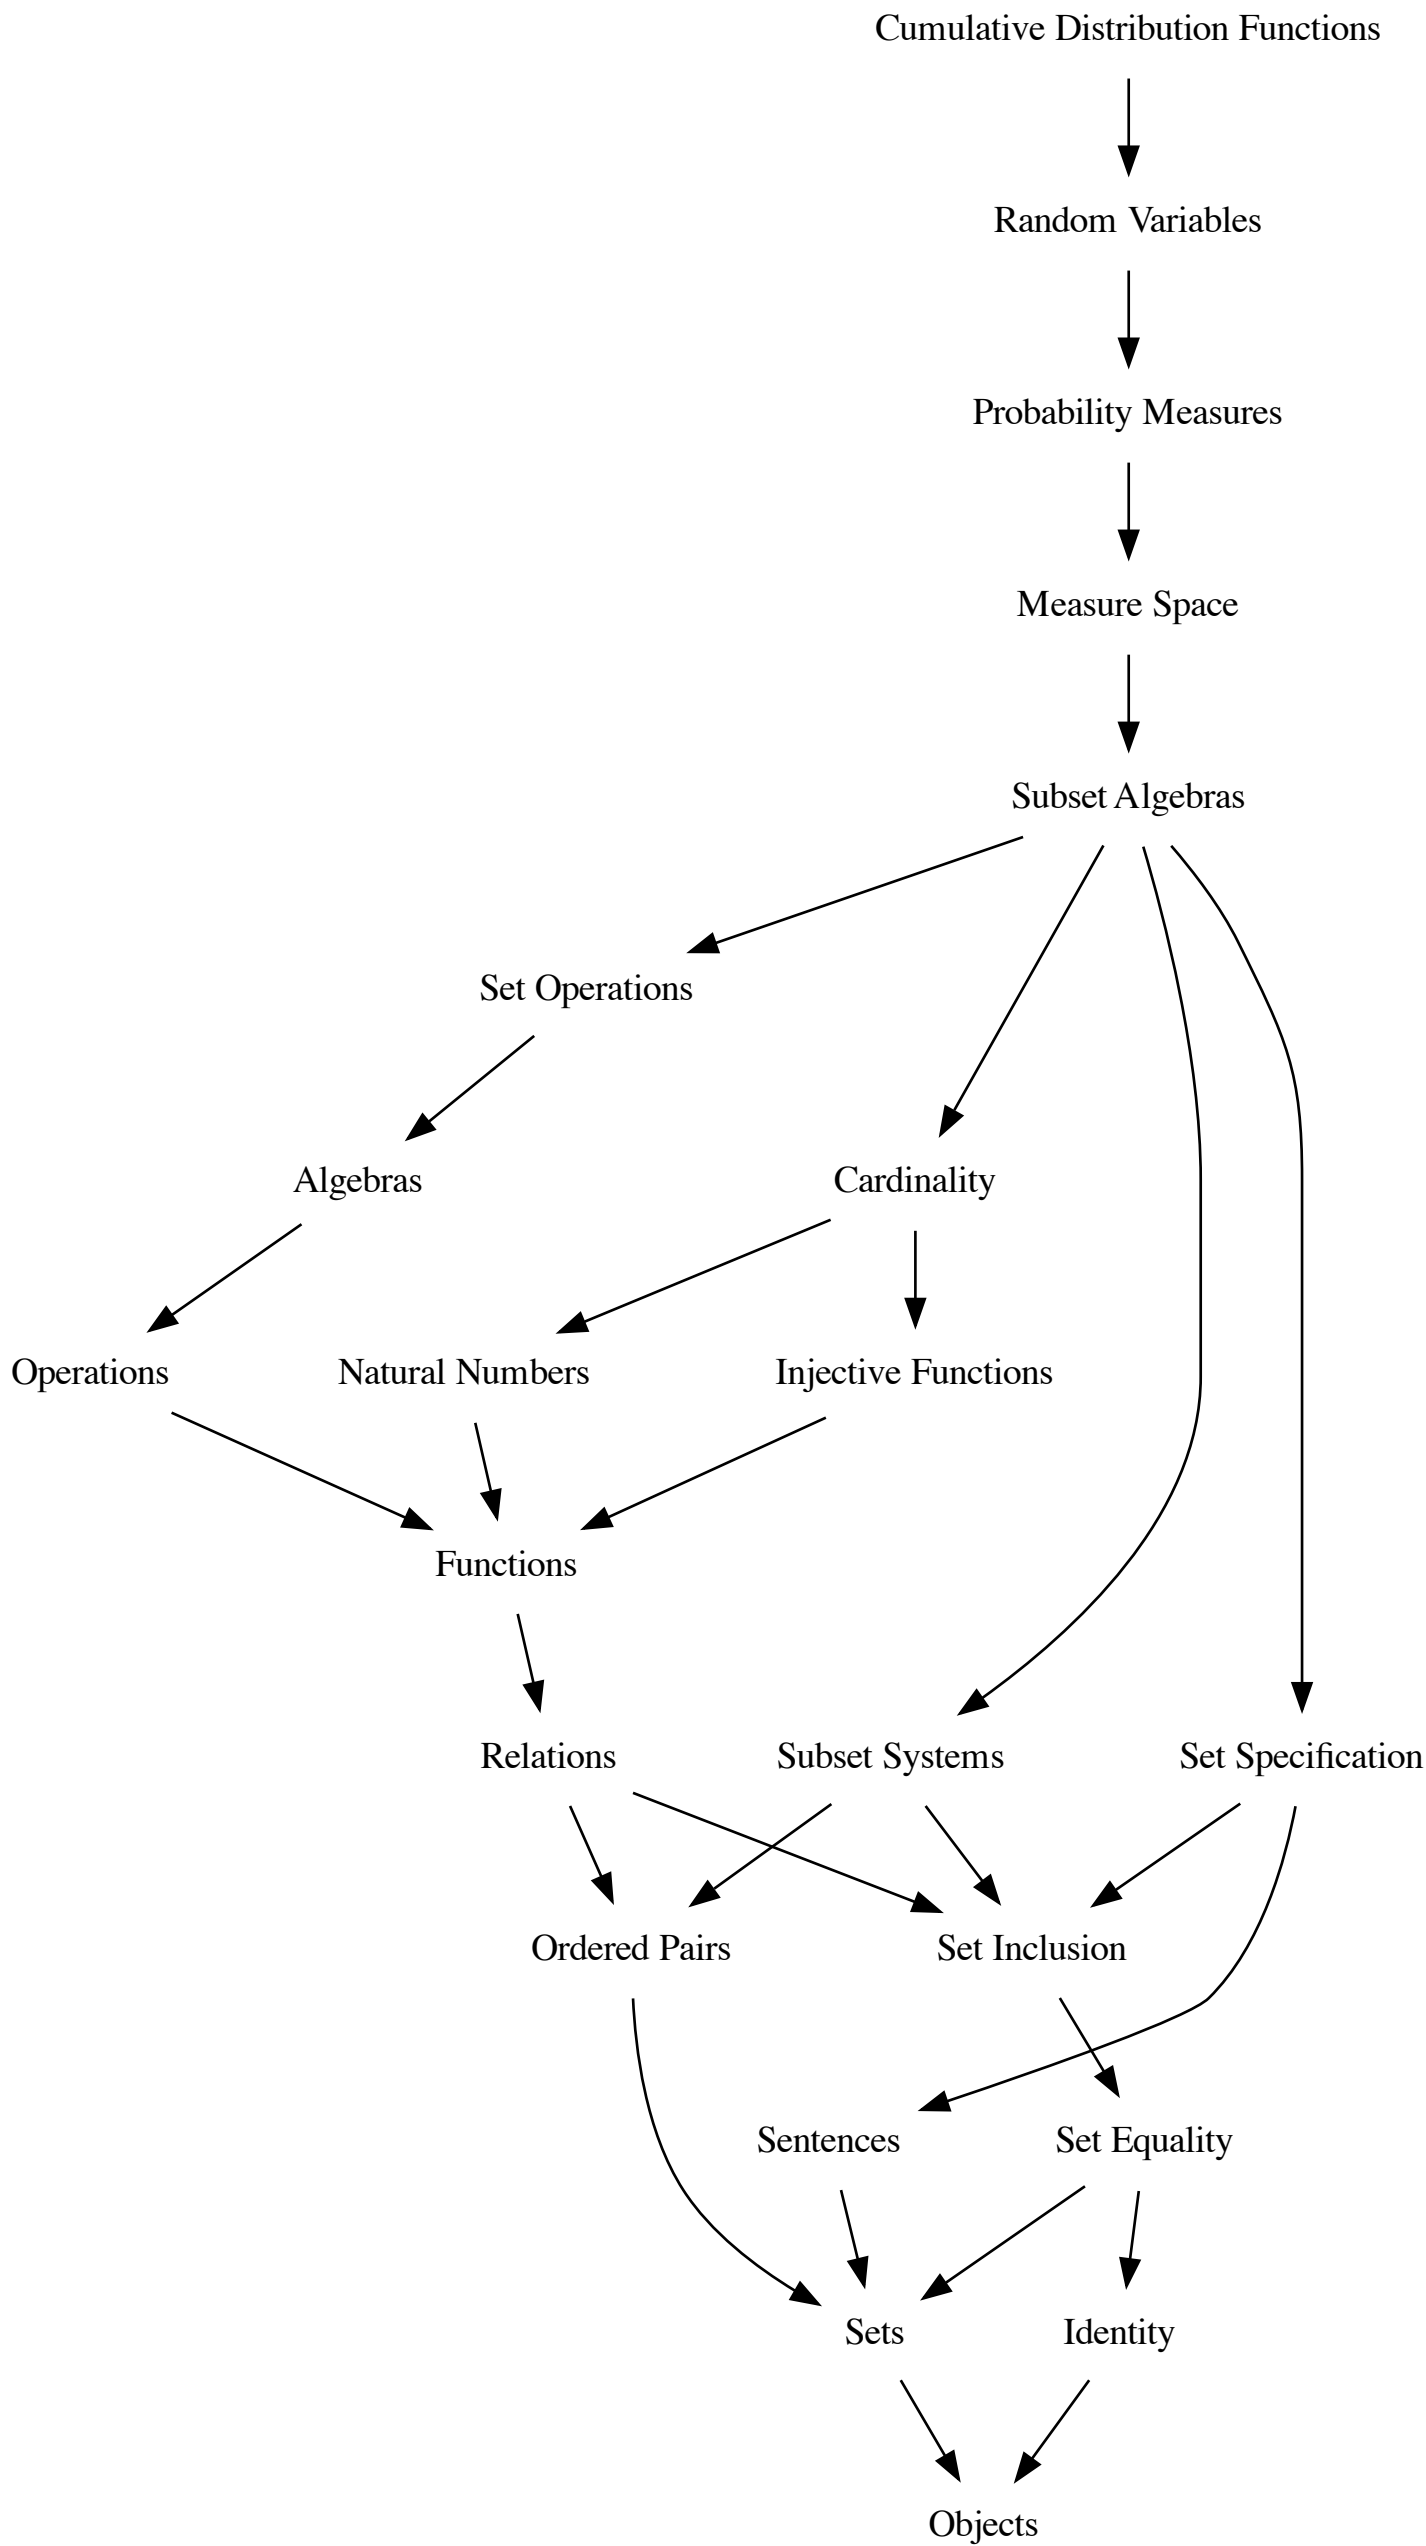 Cumulative Distribution Functions
Random Variables
Probability Measures
Measure Space
Subset Algebras
Set Operations
Algebras
Cardinality
Operations
Natural Numbers
Injective Functions
Functions
Relations
Subset Systems
Set Specification
Ordered Pairs
Set Inclusion
Sentences
Set Equality
Sets
Identity
Objects